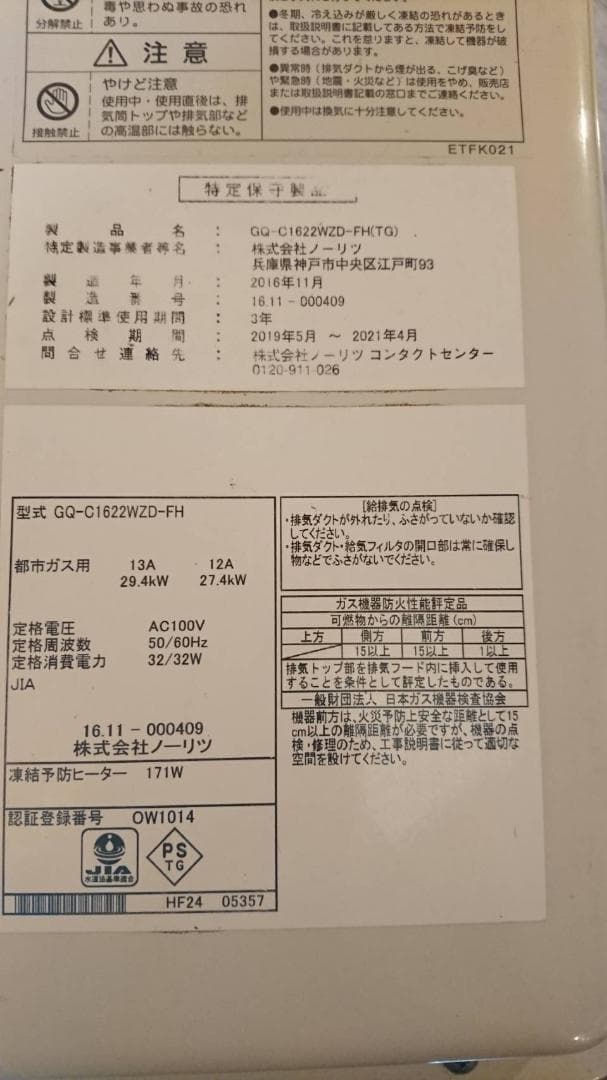 毒や思わぬ事故の恐れ
あり。
分解禁止
注意
やけど注意
使用中・使用直後は、排
気筒トップや排気部など
の高温部には触らない。
接触禁止
●冬期、冷え込みが厳しく凍結の恐れがあるとき
は、取扱説明書に記載してある方法で凍結予防をし
てください。これを怠りますと、凍結して機器が破
損する場合があります。
●異常時(排気ダクトから煙が出る、こげ臭など)
や緊急時(地震・火災など)は使用をやめ、販売店
または取扱説明書記載の窓口までご連絡ください。
●使用中は換気に十分注意してください。
ETFK021
特定保守製品
製品名 : GQ-C1622WZD-FH(TG)
特定製造事業者等名 : 株式会社ノーリツ
兵庫県神戸市中央区江戸町93
製造年月 : 2016年11月
製造番号 : 16.11-000409
設計標準使用期間 : 3年
点検期間 : 2019年5月 ~ 2021年4月
問合せ連絡先 : 株式会社ノーリツ コンタクトセンター
0120-911-026
型式 GQ-C1622WZD-FH
都市ガス用 13A 12A
29.4kW 27.4kW
定格電圧 AC100V
定格周波数 50/60Hz
定格消費電力 32/32W
JIA
16.11-000409
株式会社ノーリツ
凍結予防ヒーター 171W
認証登録番号 OW1014
JIA
水道法基準適合
PS
TG
HF24 05357
[給排気の点検]
・排気ダクトが外れたり、ふさがっていないか確認
してください。
・排気ダクト・給気フィルタの開口部は常に確保し
物などでふさがないでください。
ガス機器防火性能評定品
可燃物からの離隔距離(cm)
上方 側方 前方 後方
15以上 15以上 1以上
排気トップ部を排気フード内に挿入して使用
することを条件として評定したものである。
一般財団法人 日本ガス機器検査協会
機器前方は、火災予防上安全な距離として15
cm以上の離隔距離が必要ですが、機器の点
検・修理のため、工事説明書に従って適切な
空間を設けてください。